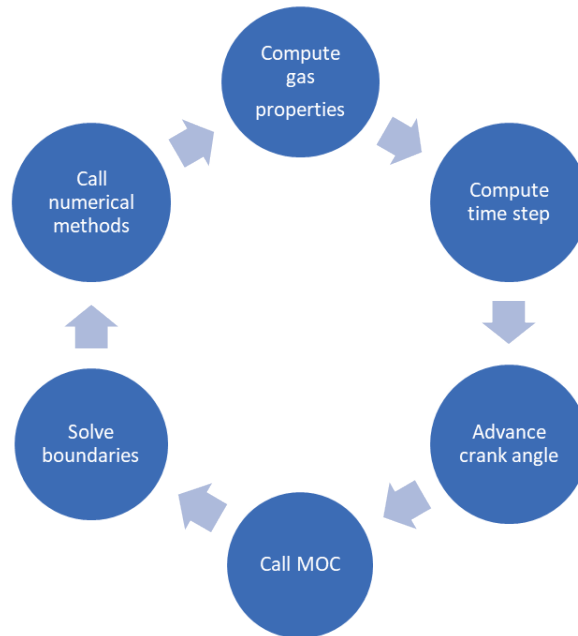 Compute
gas
properties
Compute
time step
Advance
crank angle
Call MOC
Solve
boundaries
Call
numerical
methods